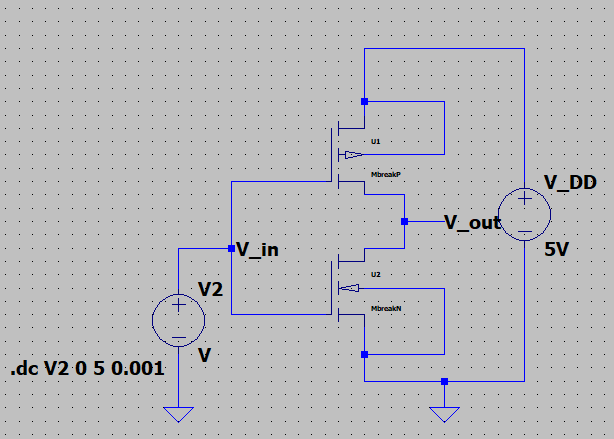 U1
MbreakP
V_DD
V_out
V_in
5V
U2
V2
MbreakN
V
.dc V2 0 5 0.001